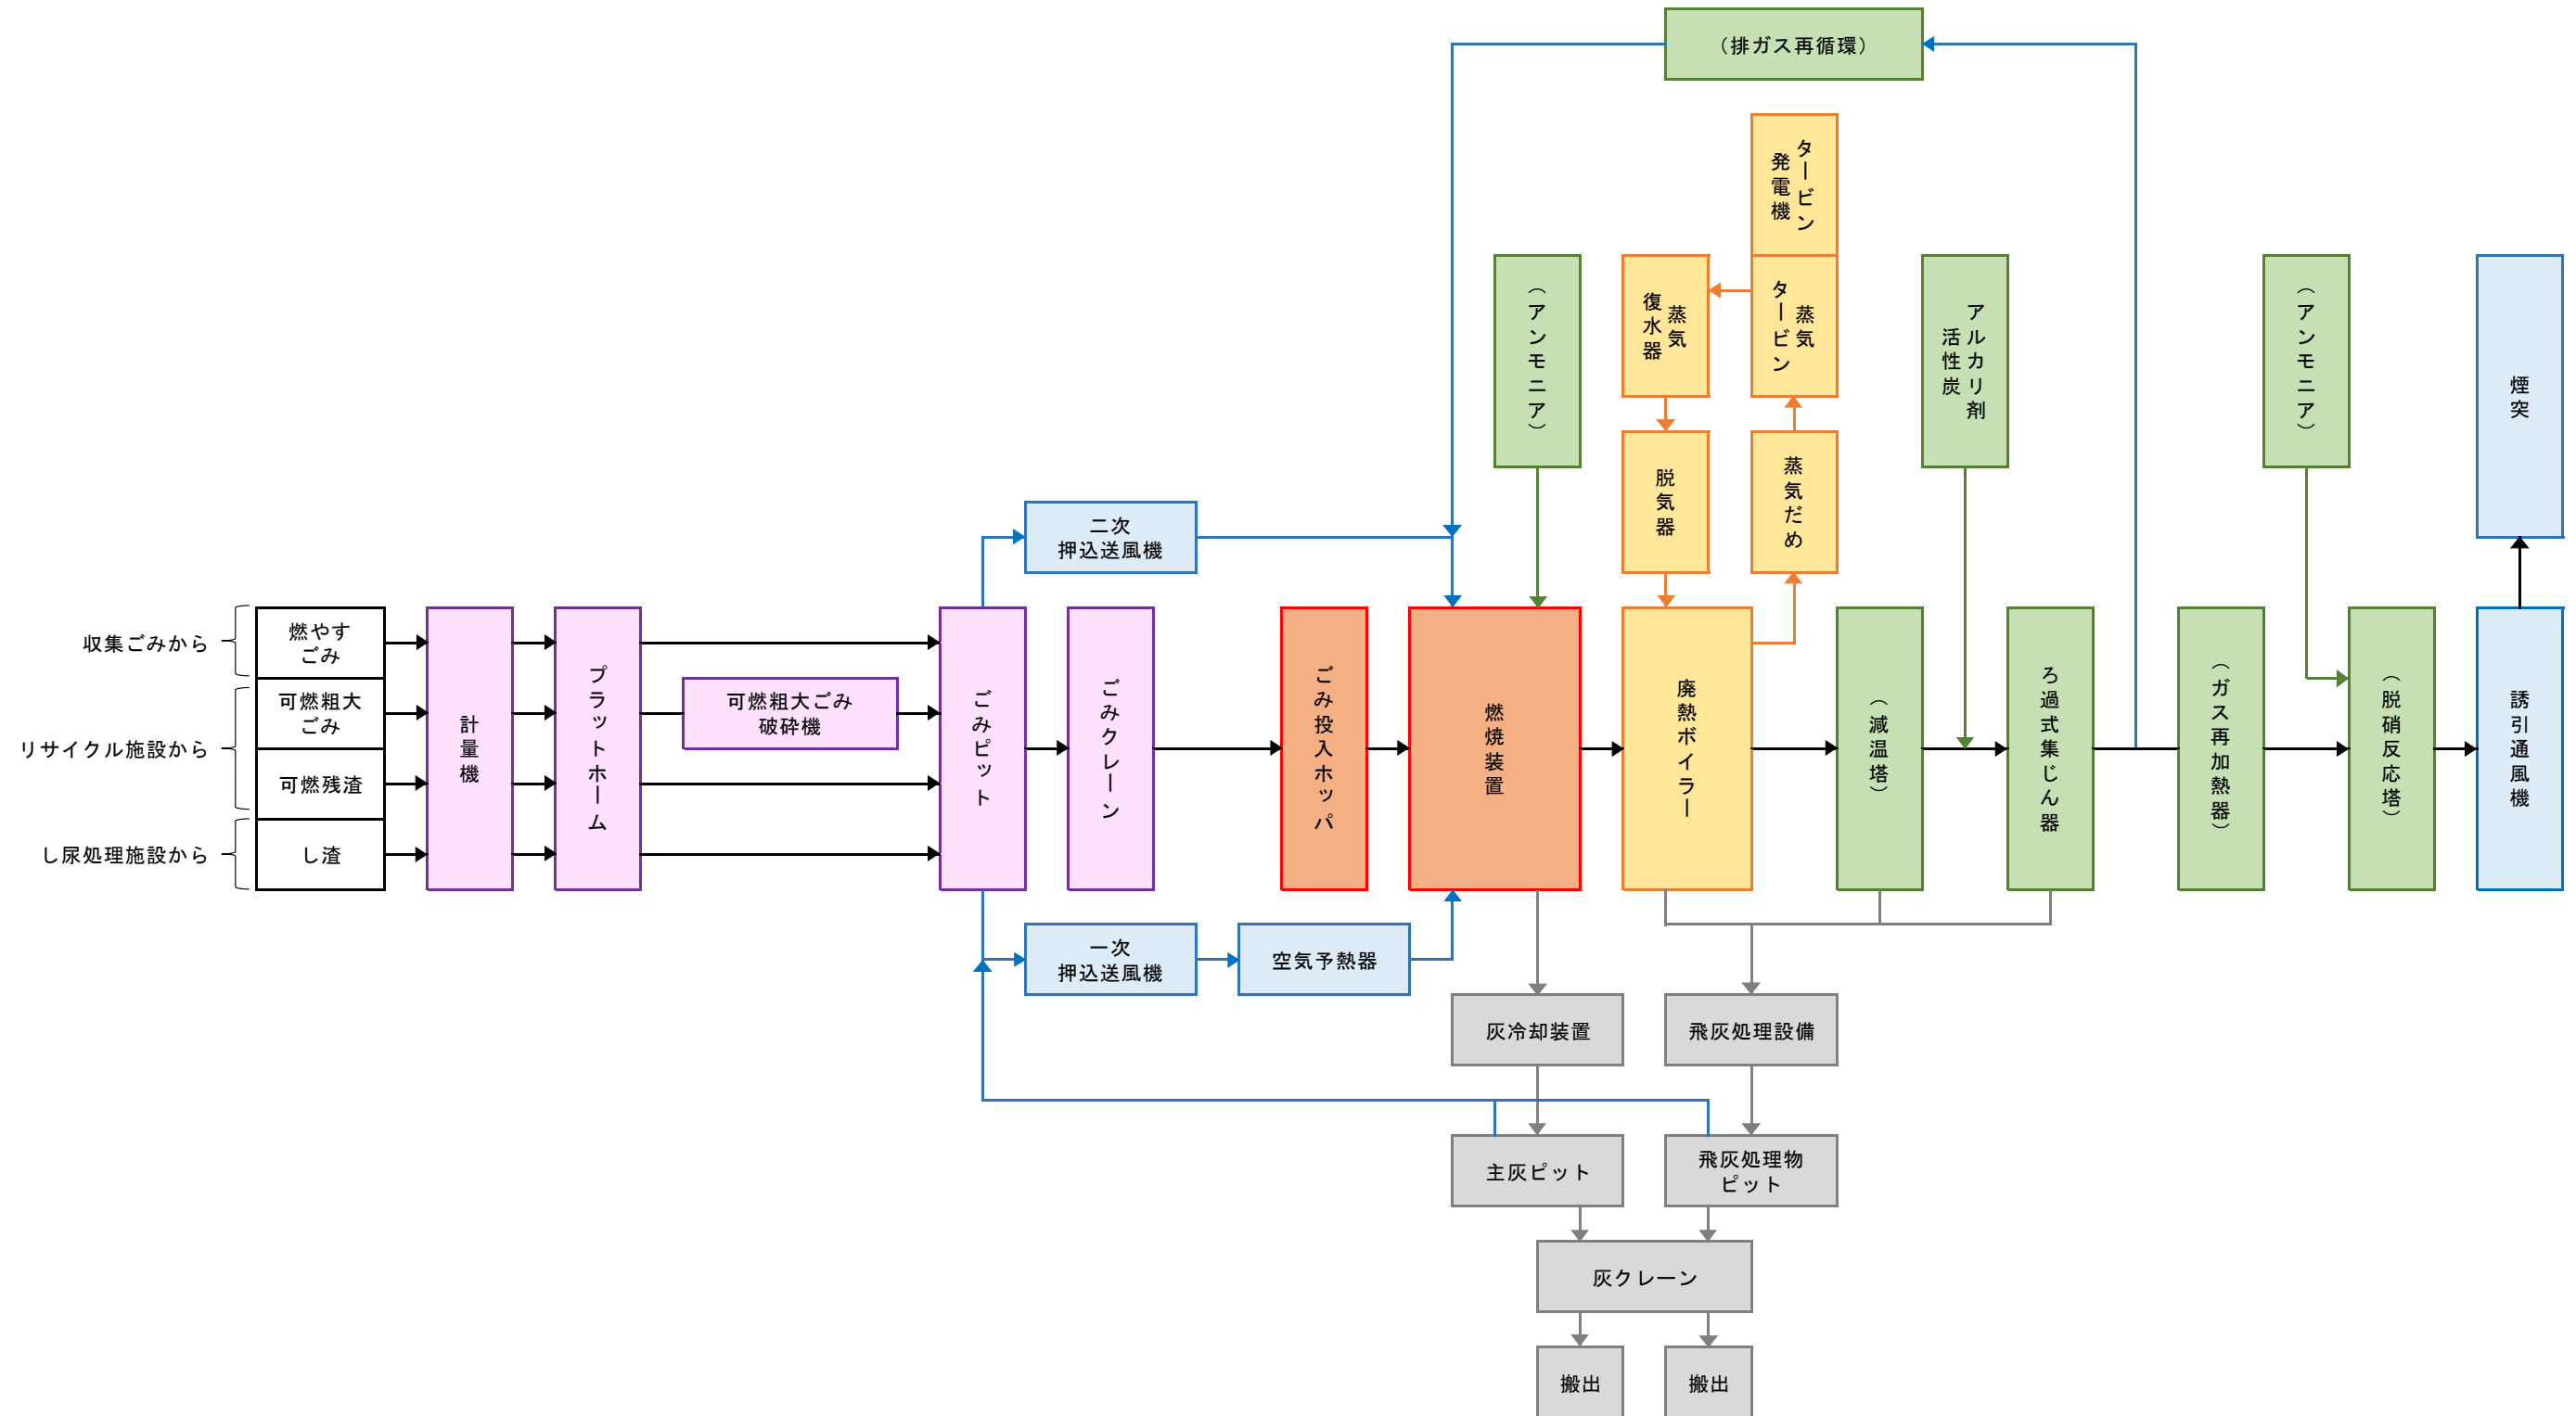 （排ガス再循環）
タービン
発電機
（アンモニア）
蒸気
復水器
蒸気
タービン
アルカリ剤
活性炭
（アンモニア）
煙突
脱気器
蒸気だめ
二次
押込送風機
収集ごみから
リサイクル施設から
し尿処理施設から
燃やす
ごみ
可燃粗大
ごみ
可燃残渣
し渣
計量機
プラットホーム
可燃粗大ごみ
破砕機
ごみピット
ごみクレーン
ごみ投入ホッパ
燃焼装置
廃熱ボイラー
（減温塔）
ろ過式集じん器
（ガス再加熱器）
（脱硝反応塔）
誘引通風機
一次
押込送風機
空気予熱器
灰冷却装置
飛灰処理設備
主灰ピット
飛灰処理物
ピット
灰クレーン
搬出
搬出